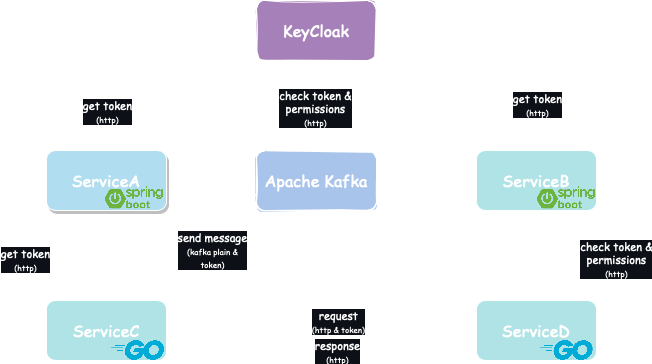 KeyCloak
get token
(http)
check token &
permissions
(http)
get token
(http)
ServiceA
spring
boot
Apache Kafka
ServiceB
spring
boot
get token
(http)
send message
(kafka plain &
token)
check token &
permissions
(http)
ServiceC
GO
request
(http & token)
response
(http)
ServiceD
GO